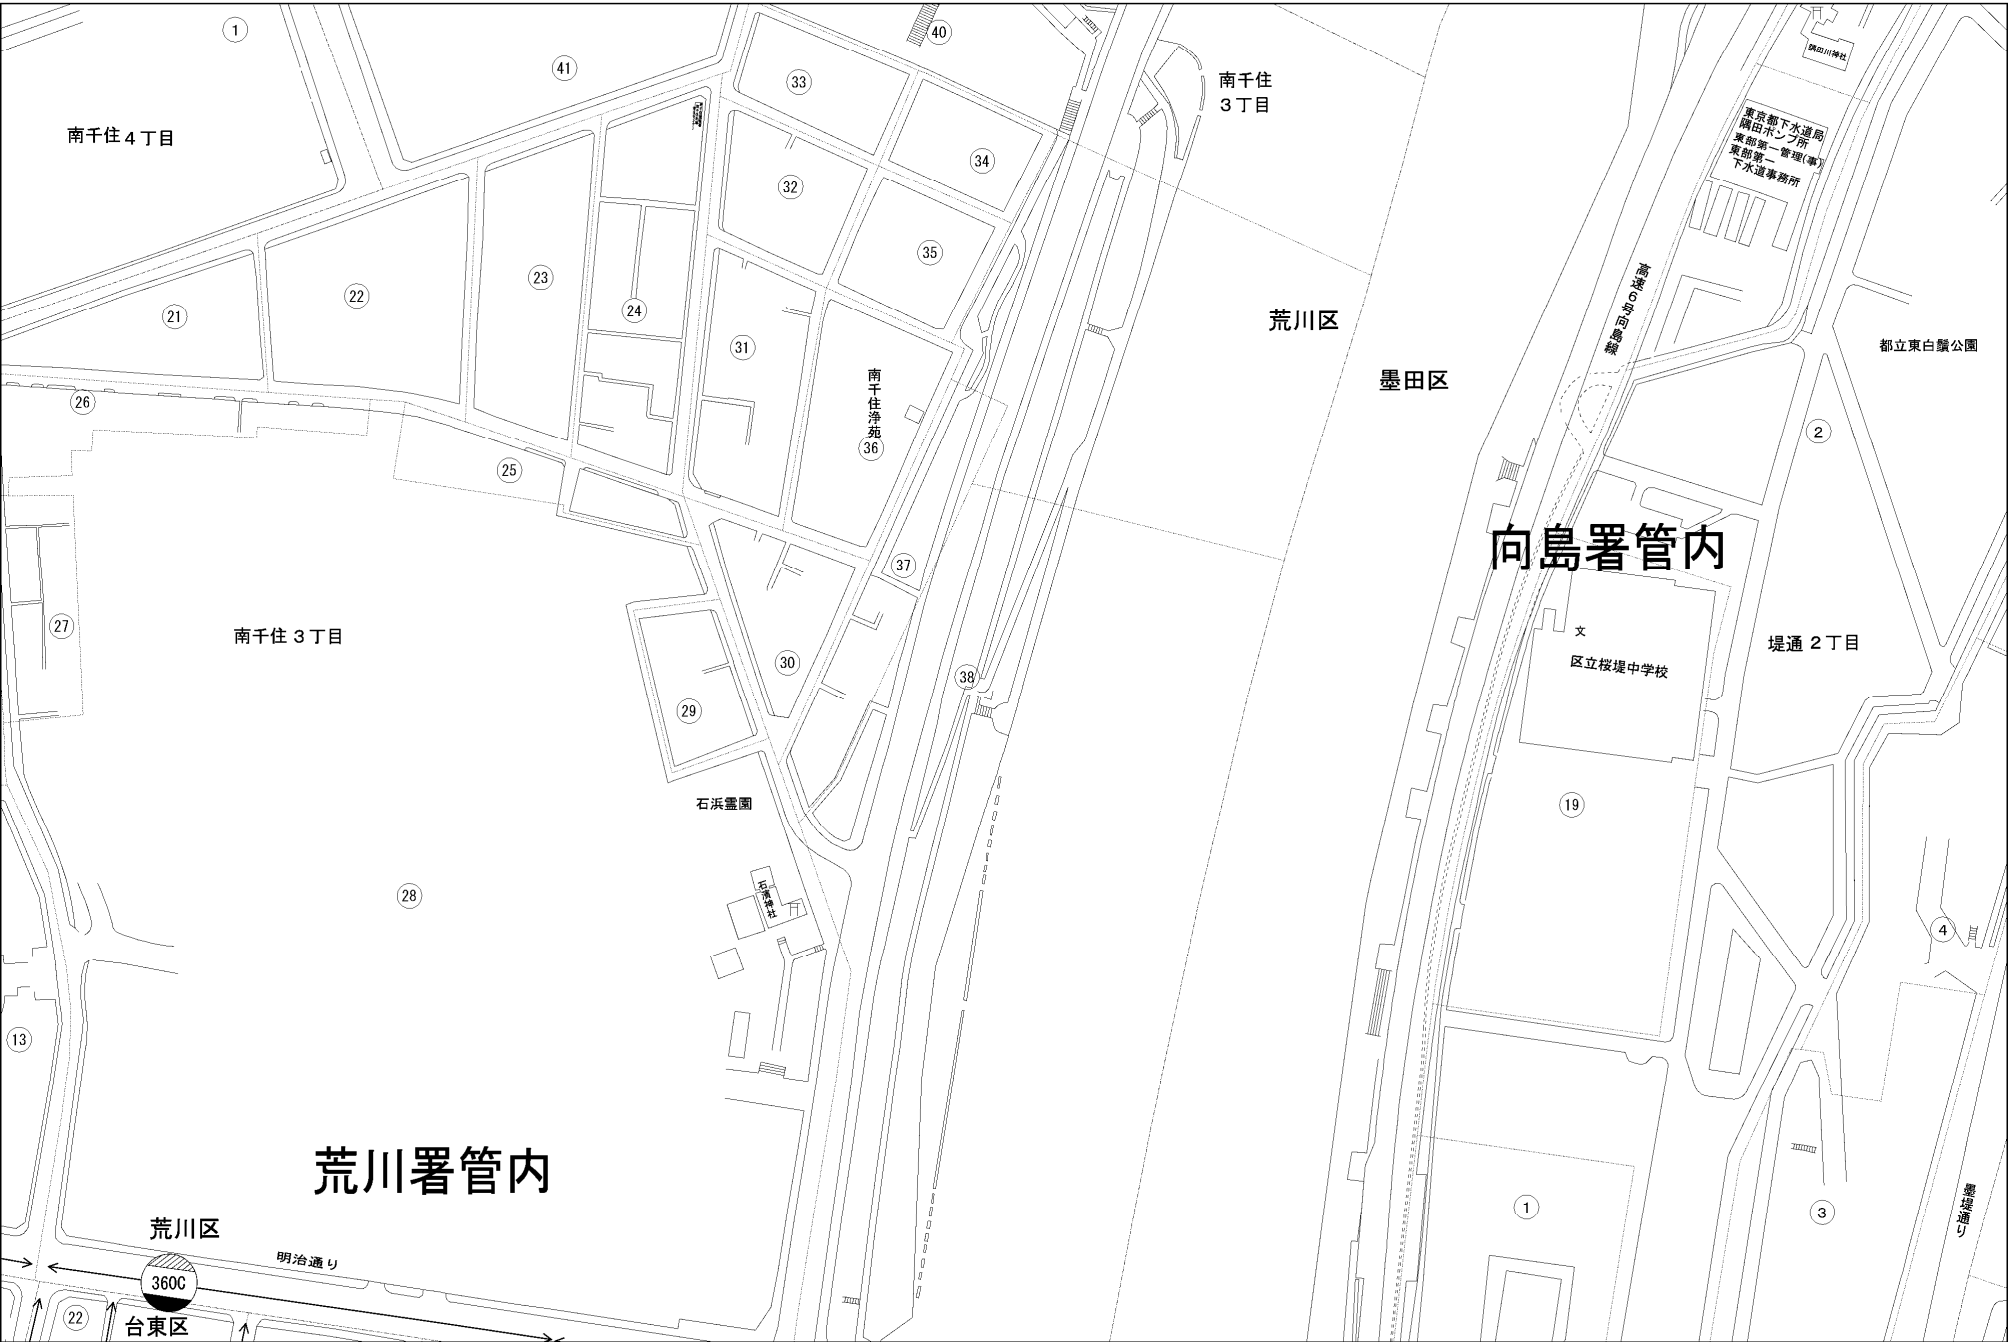 1
41
40
33
南千住
3丁目
隅田川神社
南千住4丁目
34
32
東京都下水道局
隅田ポンプ所
東部第一管理(事)
東部第一
下水道事務所
35
23
22
24
21
31
高速6号向島線
荒川区
墨田区
都立東白鬚公園
26
南千住浄苑
36
2
25
向島署管内
37
27
南千住3丁目
30
38
文
区立桜堤中学校
堤通2丁目
29
石浜霊園
19
28
石濱神社
4
13
荒川署管内
1
3
墨堤通り
荒川区
明治通り
360C
22
台東区